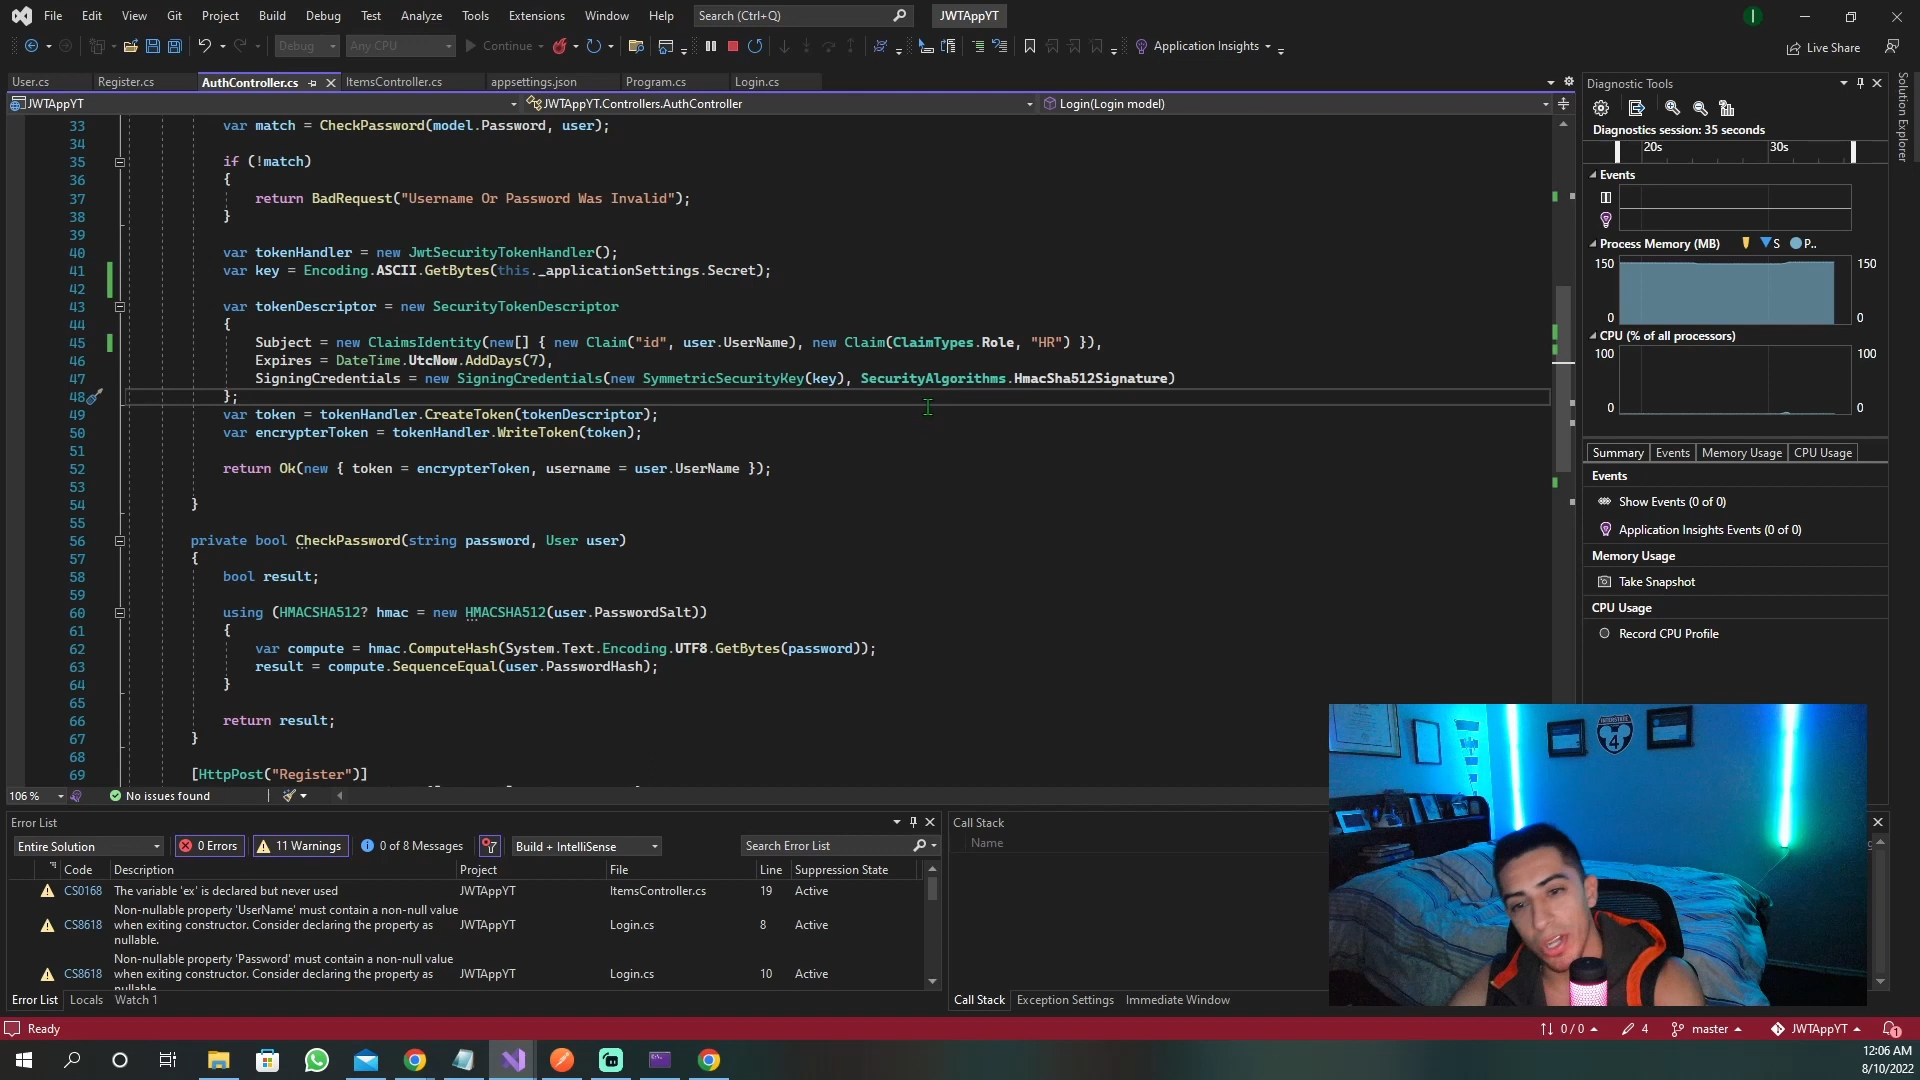 File Edit View Git Project Build Debug Test Analyze Tools Extensions Window Help Search (Ctrl+Q) JWTAppYT
Debug Any CPU Continue Application Insights Live Share
User.cs Register.cs AuthController.cs ItemsController.cs appsettings.json Program.cs Login.cs
JWTAppYT JWTAppYT.Controllers.AuthController Login(Login model)
33 var match = CheckPassword(model.Password, user);
34
35 if (!match)
36 {
37 return BadRequest("Username Or Password Was Invalid");
38 }
39
40 var tokenHandler = new JwtSecurityTokenHandler();
41 var key = Encoding.ASCII.GetBytes(this._applicationSettings.Secret);
42
43 var tokenDescriptor = new SecurityTokenDescriptor
44 {
45 Subject = new ClaimsIdentity(new[] { new Claim("id", user.UserName), new Claim(ClaimTypes.Role, "HR") }),
46 Expires = DateTime.UtcNow.AddDays(7),
47 SigningCredentials = new SigningCredentials(new SymmetricSecurityKey(key), SecurityAlgorithms.HmacSha512Signature)
48 };
49 var token = tokenHandler.CreateToken(tokenDescriptor);
50 var encrypterToken = tokenHandler.WriteToken(token);
51
52 return Ok(new { token = encrypterToken, username = user.UserName });
53
54 }
55
56 private bool CheckPassword(string password, User user)
57 {
58 bool result;
59
60 using (HMACSHA512? hmac = new HMACSHA512(user.PasswordSalt))
61 {
62 var compute = hmac.ComputeHash(System.Text.Encoding.UTF8.GetBytes(password));
63 result = compute.SequenceEqual(user.PasswordHash);
64 }
65
66 return result;
67 }
68
69 [HttpPost("Register")]
106 % No issues found
Diagnostic Tools
Diagnostics session: 35 seconds
20s 30s
Events
Process Memory (MB) S P..
150 150
0 0
CPU (% of all processors)
100 100
0 0
Summary Events Memory Usage CPU Usage
Events
Show Events (0 of 0)
Application Insights Events (0 of 0)
Memory Usage
Take Snapshot
CPU Usage
Record CPU Profile
Solution Explorer
INTERSTATE
4
Error List
Entire Solution 0 Errors 11 Warnings 0 of 8 Messages Build + IntelliSense Search Error List
Code Description Project File Line Suppression State
CS0168 The variable 'ex' is declared but never used JWTAppYT ItemsController.cs 19 Active
Non-nullable property 'UserName' must contain a non-null value
CS8618 when exiting constructor. Consider declaring the property as JWTAppYT Login.cs 8 Active
nullable.
Non-nullable property 'Password' must contain a non-null value
CS8618 when exiting constructor. Consider declaring the property as JWTAppYT Login.cs 10 Active
nullable.
Error List Locals Watch 1
Call Stack
Name
Call Stack Exception Settings Immediate Window
Ready 0 / 0 4 master JWTAppYT 1
12:06 AM
8/10/2022